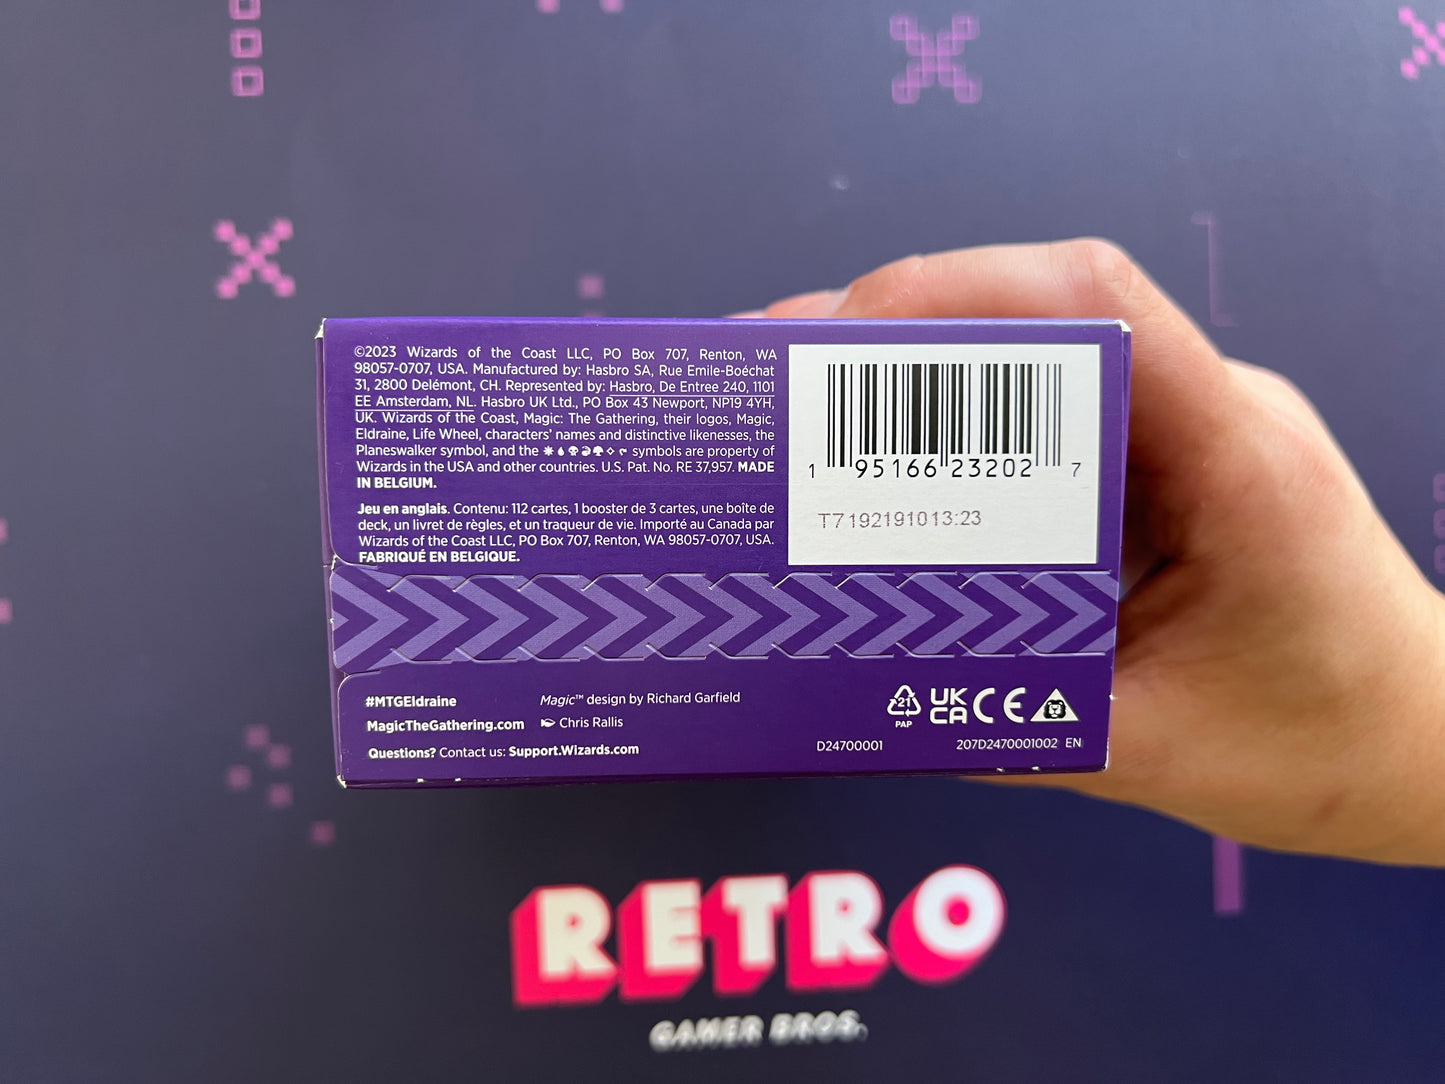 ©2023 Wizards of the Coast LLC, PO Box 707, Renton, WA
98057-0707, USA. Manufactured by: Hasbro SA, Rue Emile-Boéchat
31, 2800 Delémont, CH. Represented by: Hasbro, De Entree 240, 1101
EE Amsterdam, NL. Hasbro UK Ltd., PO Box 43 Newport, NP19 4YH,
UK. Wizards of the Coast, Magic: The Gathering, their logos, Magic,
Eldraine, Life Wheel, characters' names and distinctive likenesses, the
Planeswalker symbol, and the symbols are property of
Wizards in the USA and other countries. U.S. Pat. No. RE 37,957. MADE
IN BELGIUM.
Jeu en anglais. Contenu: 112 cartes, 1 booster de 3 cartes, une boîte de
deck, un livret de règles, et un traqueur de vie. Importé au Canada par
Wizards of the Coast LLC, PO Box 707, Renton, WA 98057-0707, USA.
FABRIQUÉ EN BELGIQUE.
1 95166 23202 7
T7192191013:23
#MTGEldraine
MagicTheGathering.com
Questions? Contact us: Support.Wizards.com
Magic™ design by Richard Garfield
Chris Rallis
21
PAP
UK
CA
CE
D24700001
207D2470001002 EN
RETRO
GAMER BROS.